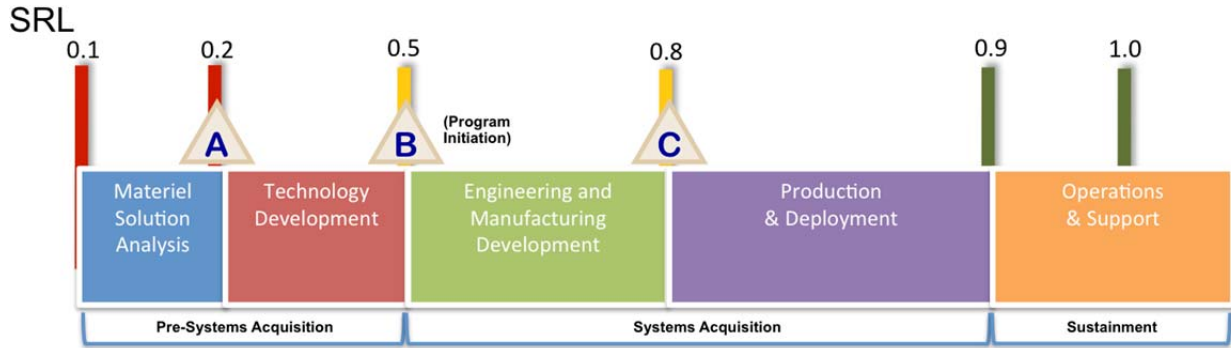 SRL
0.1
0.2
0.5
0.8
0.9
1.0
A
B
(Program
Initiation)
C
Materiel
Solution
Analysis
Technology
Development
Engineering and
Manufacturing
Development
Production
& Deployment
Operations
& Support
Pre-Systems Acquisition
Systems Acquisition
Sustainment